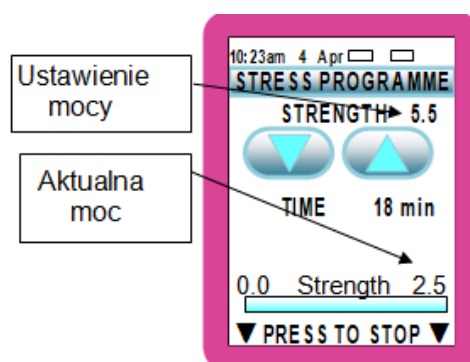 Ustawienie
mocy
Aktualna
moc
10:23am 4 Apr
STRESS PROGRAMME
STRENGTH 5.5
TIME 18 min
0.0 Strength 2.5
▼ PRESS TO STOP ▼